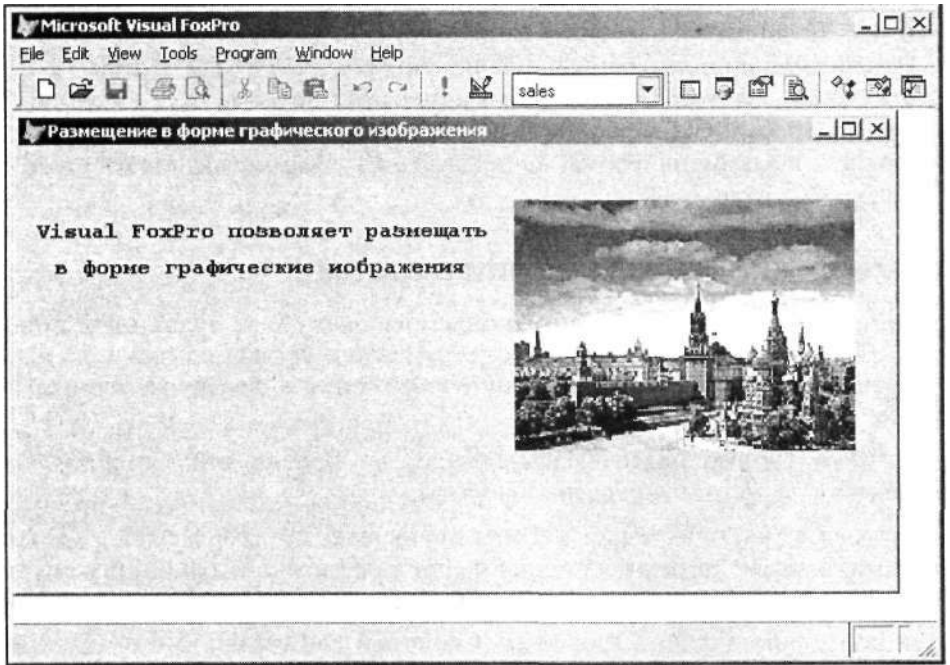 Microsoft Visual FoxPro
File Edit View Tools Program Window Help
sales
Размещение в форме графического изображения
Visual FoxPro позволяет размещать
в форме графические иображения